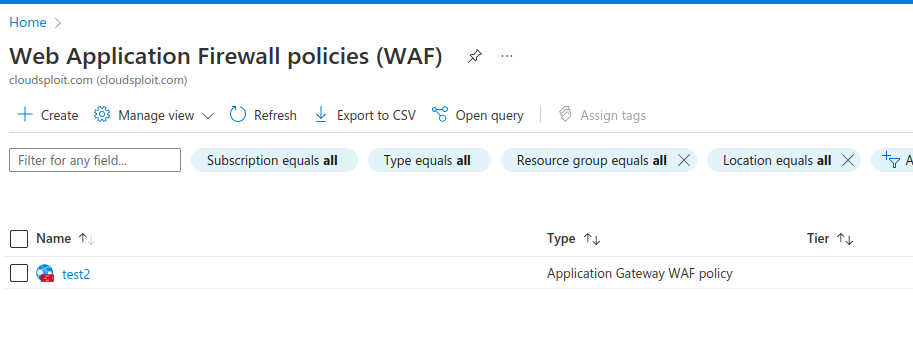 Home >
Web Application Firewall policies (WAF) ...
cloudsploit.com (cloudsploit.com)
+ Create Manage view Refresh Export to CSV Open query Assign tags
Filter for any field... Subscription equals all Type equals all Resource group equals all Location equals all A
Name Type Tier
test2 Application Gateway WAF policy